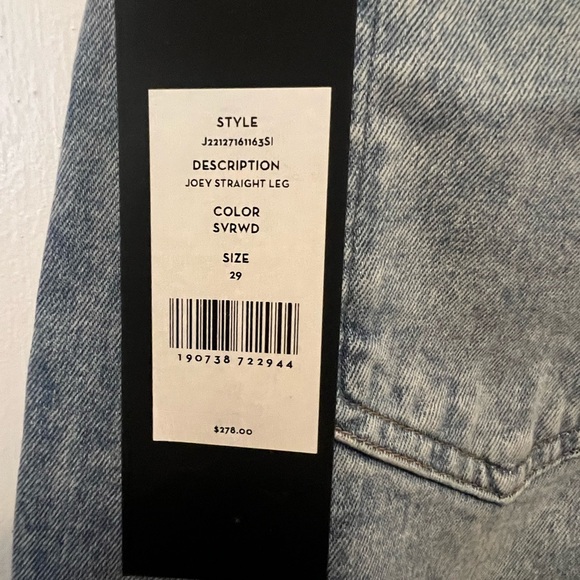 STYLE
J22127161163SI
DESCRIPTION
JOEY STRAIGHT LEG
COLOR
SVRWD
SIZE
29
190738 722944
$278.00